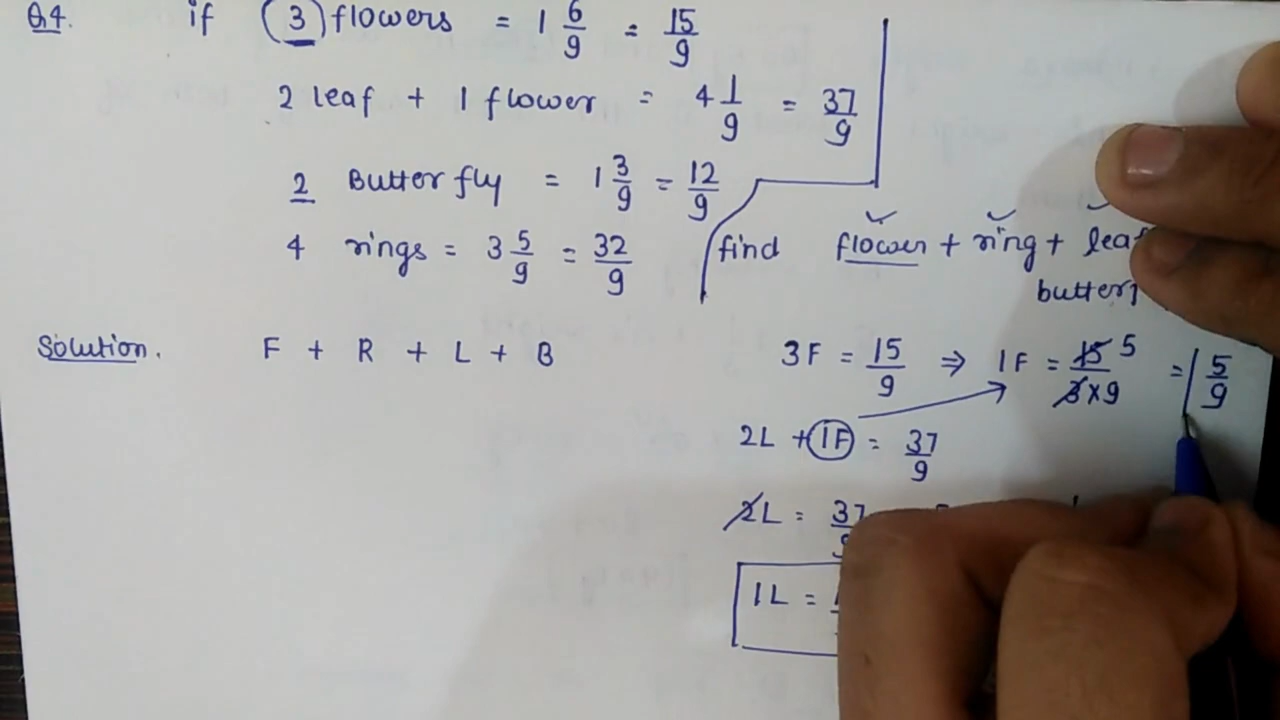 Q4. if (3) flowers = 1 6/9 = 15/9
2 leaf + 1 flower = 4 1/9 = 37/9
2 Butterfly = 1 3/9 = 12/9
4 rings = 3 5/9 = 32/9
find flower + ring + leaf
Solution. F + R + L + B
3F = 15/9 ⇒ 1F = 15/3×9 5 = 5/9
2L + 1F = 37/9
2L = 37
1L =